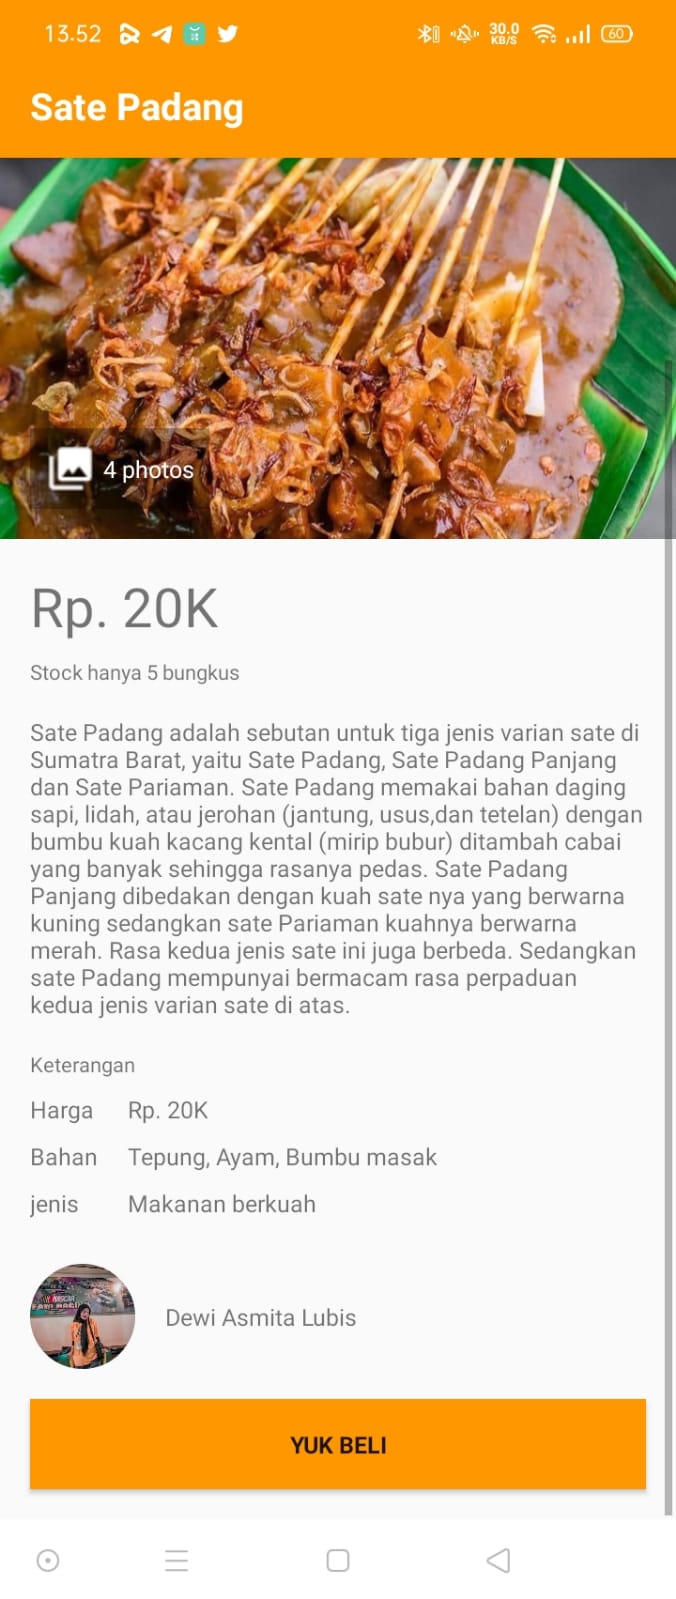 13.52
30.0
KB/S
60
Sate Padang
4 photos
Rp. 20K
Stock hanya 5 bungkus
Sate Padang adalah sebutan untuk tiga jenis varian sate di
Sumatra Barat, yaitu Sate Padang, Sate Padang Panjang
dan Sate Pariaman. Sate Padang memakai bahan daging
sapi, lidah, atau jerohan (jantung, usus,dan tetelan) dengan
bumbu kuah kacang kental (mirip bubur) ditambah cabai
yang banyak sehingga rasanya pedas. Sate Padang
Panjang dibedakan dengan kuah sate nya yang berwarna
kuning sedangkan sate Pariaman kuahnya berwarna
merah. Rasa kedua jenis sate ini juga berbeda. Sedangkan
sate Padang mempunyai bermacam rasa perpaduan
kedua jenis varian sate di atas.
Keterangan
Harga Rp. 20K
Bahan Tepung, Ayam, Bumbu masak
jenis Makanan berkuah
Dewi Asmita Lubis
YUK BELI